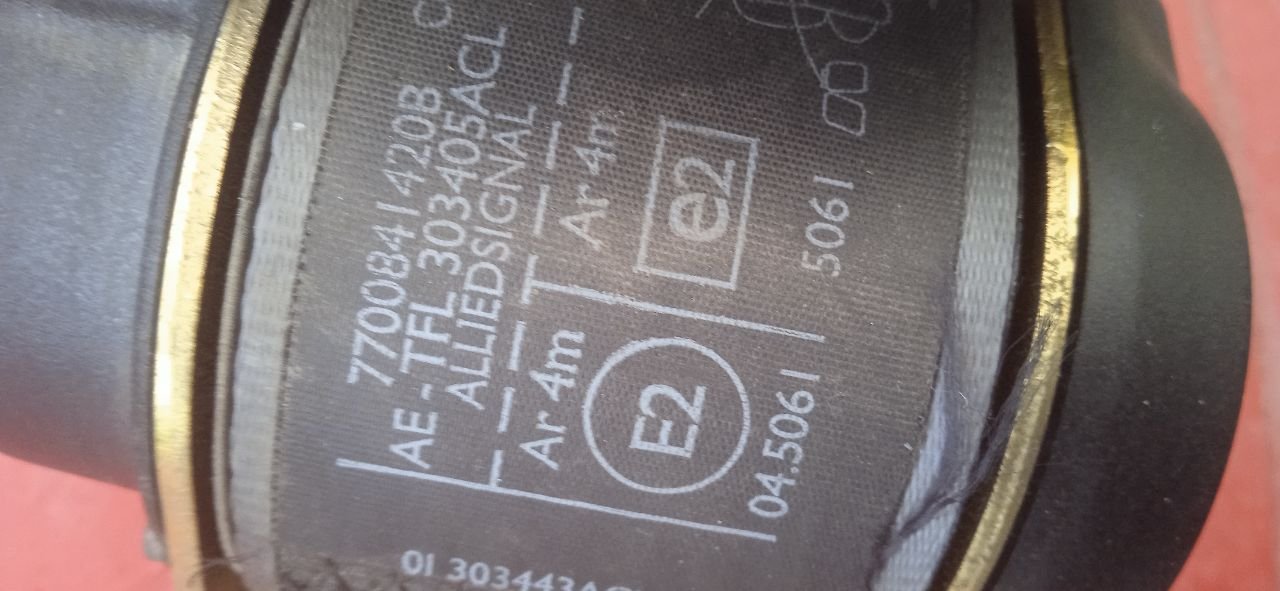 7700841420B
AE - TFL 303405ACL
ALLIEDSIGNAL
Ar 4m
Ar 4m
E2
e2
04.5061
5061
01 303443